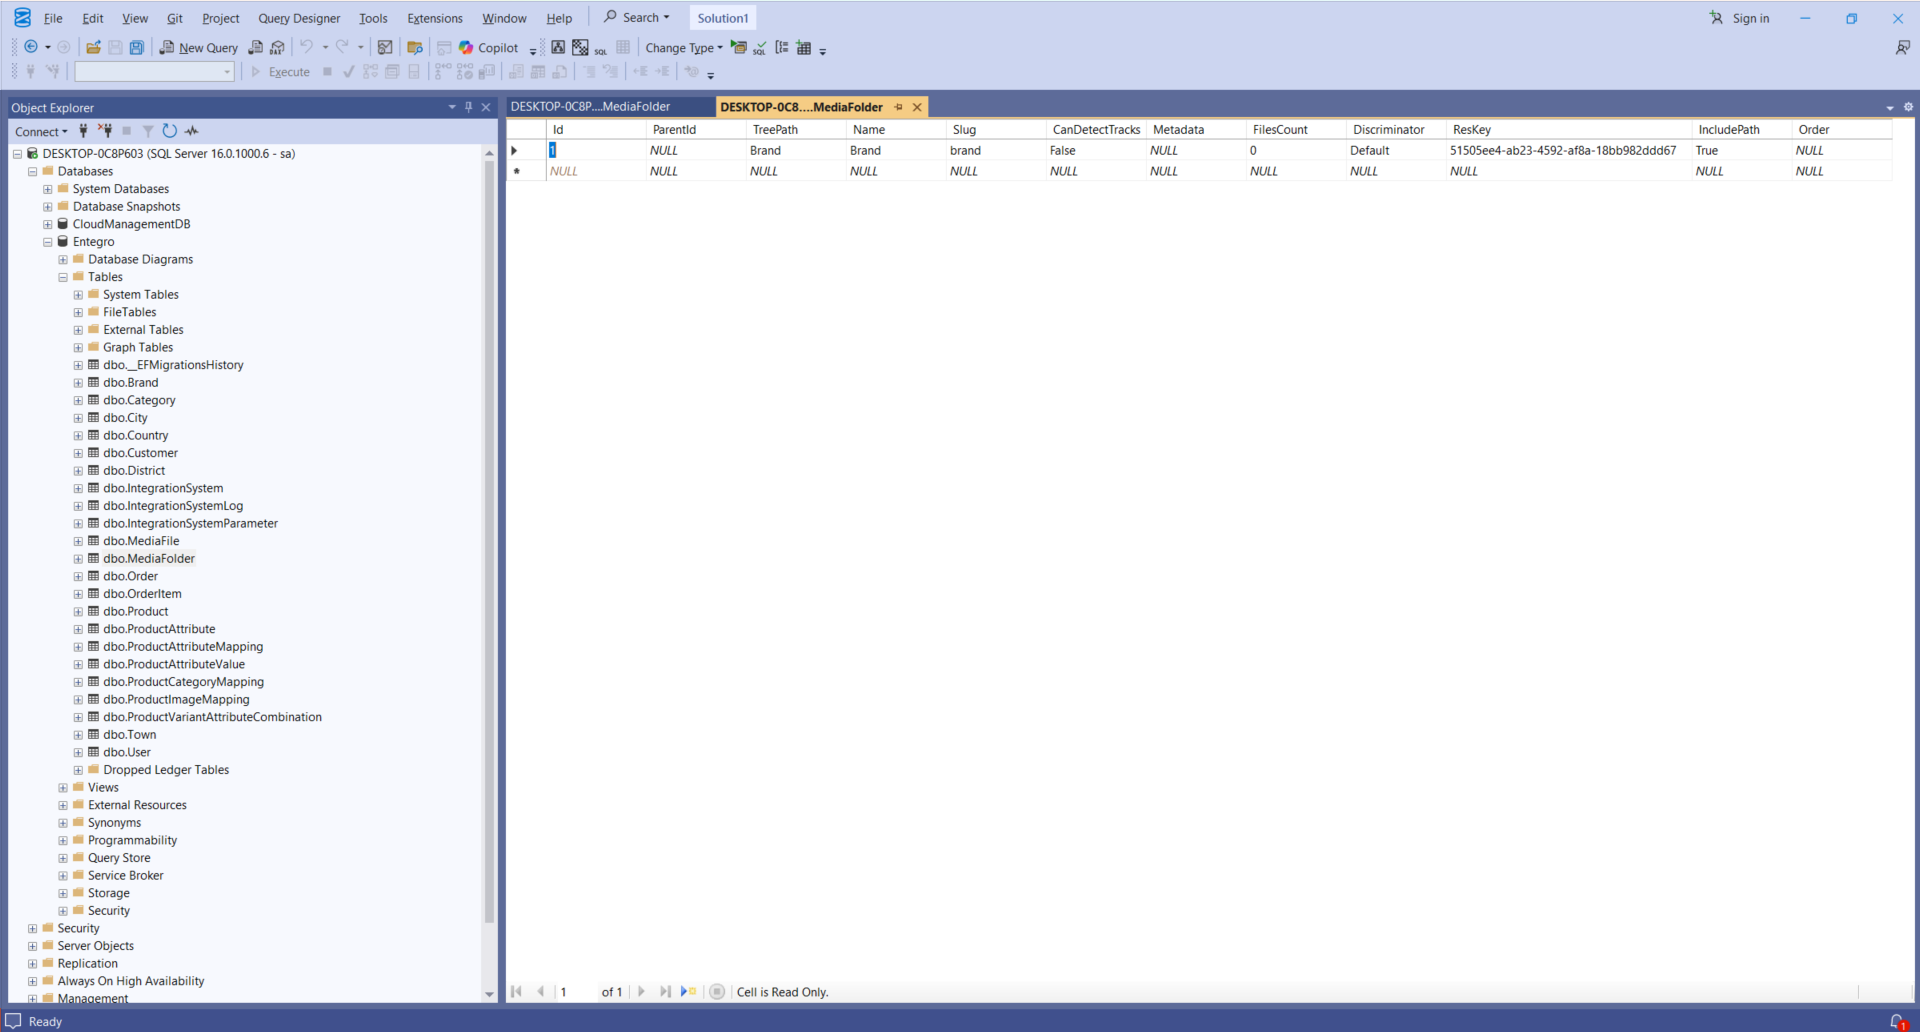 File Edit View Git Project Query Designer Tools Extensions Window Help Search Solution1 Sign in
New Query DAX Copilot SQL Change Type SQL
Execute
Object Explorer
DESKTOP-0C8P....MediaFolder DESKTOP-0C8....MediaFolder
Connect
Id ParentId TreePath Name Slug CanDetectTracks Metadata FilesCount Discriminator ResKey IncludePath Order
1 NULL Brand Brand brand False NULL 0 Default 51505ee4-ab23-4592-af8a-18bb982ddd67 True NULL
NULL NULL NULL NULL NULL NULL NULL NULL NULL NULL NULL NULL
DESKTOP-0C8P603 (SQL Server 16.0.1000.6 - sa)
Databases
System Databases
Database Snapshots
CloudManagementDB
Entegro
Database Diagrams
Tables
System Tables
FileTables
External Tables
Graph Tables
dbo.__EFMigrationsHistory
dbo.Brand
dbo.Category
dbo.City
dbo.Country
dbo.Customer
dbo.District
dbo.IntegrationSystem
dbo.IntegrationSystemLog
dbo.IntegrationSystemParameter
dbo.MediaFile
dbo.MediaFolder
dbo.Order
dbo.OrderItem
dbo.Product
dbo.ProductAttribute
dbo.ProductAttributeMapping
dbo.ProductAttributeValue
dbo.ProductCategoryMapping
dbo.ProductImageMapping
dbo.ProductVariantAttributeCombination
dbo.Town
dbo.User
Dropped Ledger Tables
Views
External Resources
Synonyms
Programmability
Query Store
Service Broker
Storage
Security
Security
Server Objects
Replication
Always On High Availability
Management
1 of 1 Cell is Read Only.
Ready 1